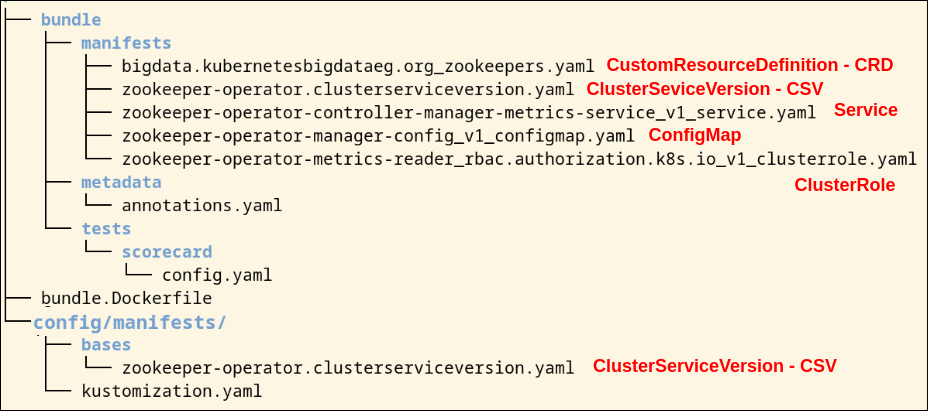 bundle
manifests
bigdata.kubernetesbigdataeg.org_zookeepers.yaml CustomResourceDefinition - CRD
zookeeper-operator.clusterserviceversion.yaml ClusterSeviceVersion - CSV
zookeeper-operator-controller-manager-metrics-service_v1_service.yaml Service
zookeeper-operator-manager-config_v1_configmap.yaml ConfigMap
zookeeper-operator-metrics-reader_rbac.authorization.k8s.io_v1_clusterrole.yaml
metadata ClusterRole
annotations.yaml
tests
scorecard
config.yaml
bundle.Dockerfile
config/manifests/
bases
zookeeper-operator.clusterserviceversion.yaml ClusterServiceVersion - CSV
kustomization.yaml